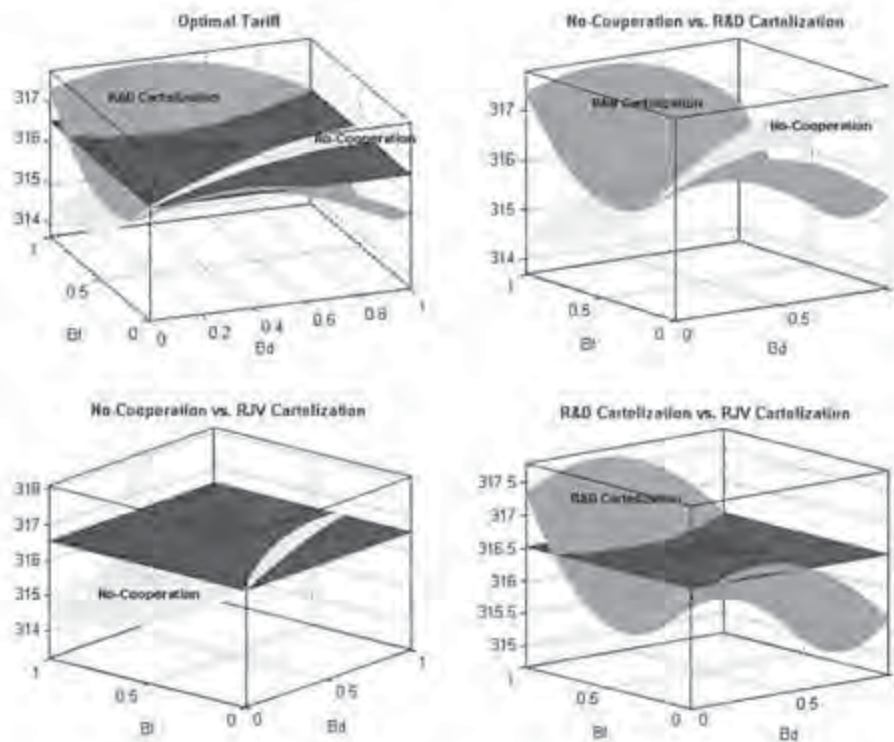 Optimal Tariff
R&D Cartelization
No-Cooperation
317
316
315
314
1
0.5
0
Bf
0
0.2
0.4
0.6
0.8
1
Bd
No-Cooperation vs. R&D Cartelization
R&D Cartelization
No-Cooperation
317
316
315
314
1
0.5
0
Bf
0
0.5
Bd
No-Cooperation vs. RJV Cartelization
No-Cooperation
318
317
316
315
314
1
0.5
0
Bf
0
0.5
1
Bd
R&D Cartelization vs. RJV Cartelization
R&D Cartelization
317.5
317
316.5
316
315.5
315
1
0.5
0
Bf
0
0.5
Bd